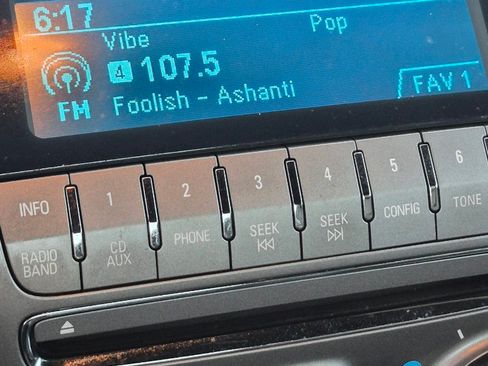 6:17
Vibe Pop
4 107.5
FM Foolish - Ashanti FAV 1
INFO 1 2 3 4 5 6
RADIO CD PHONE SEEK SEEK CONFIG TONE
BAND AUX